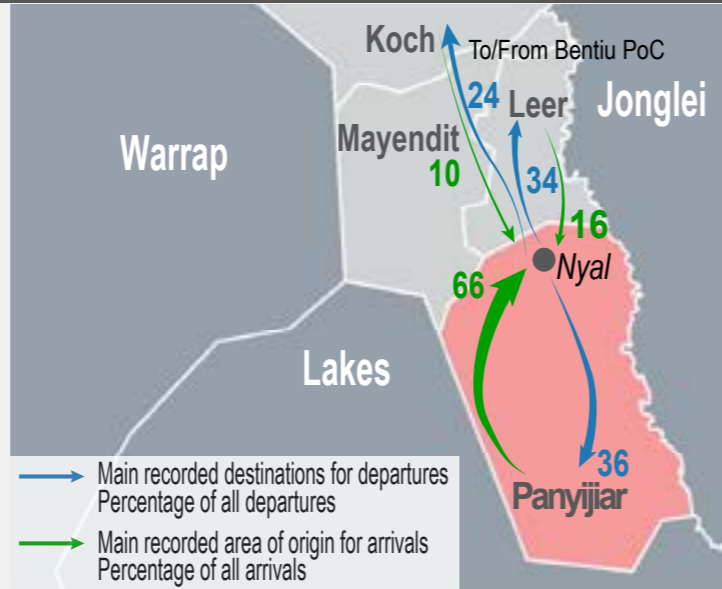 Koch
To/From Bentiu PoC
24
Leer
Jonglei
Warrap
Mayendit
10
34
16
66
Nyal
Lakes
36
Panyijiar
Main recorded destinations for departures
Percentage of all departures
Main recorded area of origin for arrivals
Percentage of all arrivals